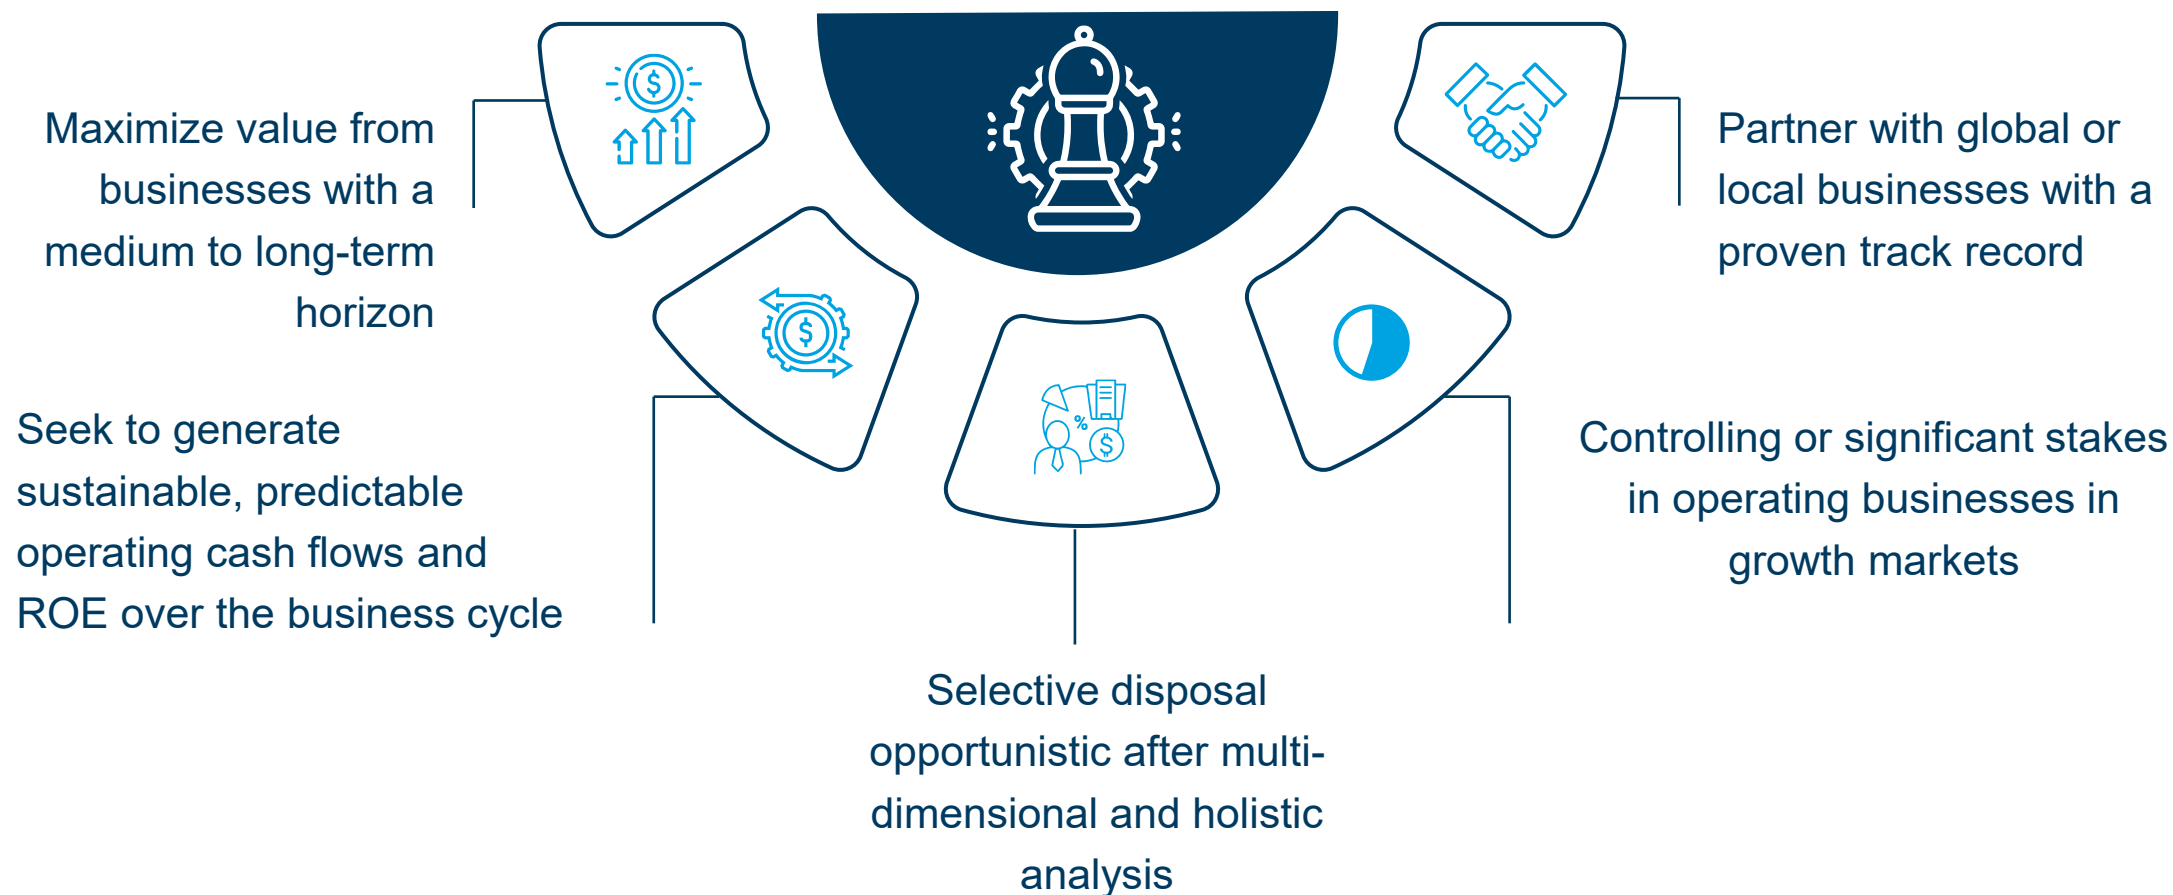 Maximize value from
businesses with a
medium to long-term
horizon
Partner with global or
local businesses with a
proven track record
Seek to generate
sustainable, predictable
operating cash flows and
ROE over the business cycle
Controlling or significant stakes
in operating businesses in
growth markets
Selective disposal
opportunistic after multi-
dimensional and holistic
analysis
$
$
%
$